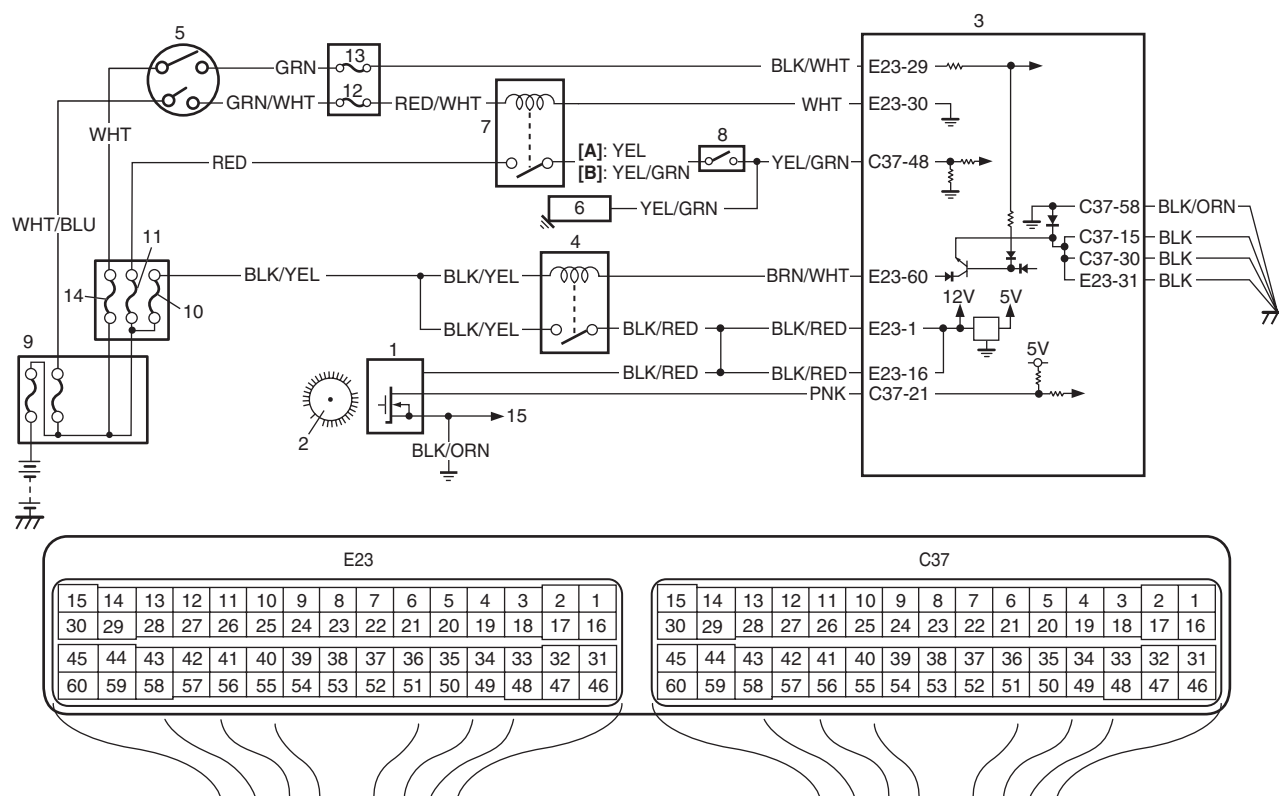 3
5
13
GRN
BLK/WHT
E23-29
12
GRN/WHT
RED/WHT
WHT
E23-30
7
8
WHT
[A]: YEL
RED
YEL/GRN
C37-48
[B]: YEL/GRN
6
YEL/GRN
C37-58
BLK/ORN
WHT/BLU
C37-15
BLK
11
4
C37-30
BLK
BLK/YEL
BLK/YEL
BRN/WHT
E23-60
E23-31
BLK
14
10
12V
5V
BLK/YEL
BLK/RED
BLK/RED
E23-1
9
1
5V
BLK/RED
BLK/RED
E23-16
PNK
C37-21
15
2
BLK/ORN
E23
C37
15 14 13 12 11 10 9 8 7 6 5 4 3 2 1
30 29 28 27 26 25 24 23 22 21 20 19 18 17 16
45 44 43 42 41 40 39 38 37 36 35 34 33 32 31
60 59 58 57 56 55 54 53 52 51 50 49 48 47 46
15 14 13 12 11 10 9 8 7 6 5 4 3 2 1
30 29 28 27 26 25 24 23 22 21 20 19 18 17 16
45 44 43 42 41 40 39 38 37 36 35 34 33 32 31
60 59 58 57 56 55 54 53 52 51 50 49 48 47 46